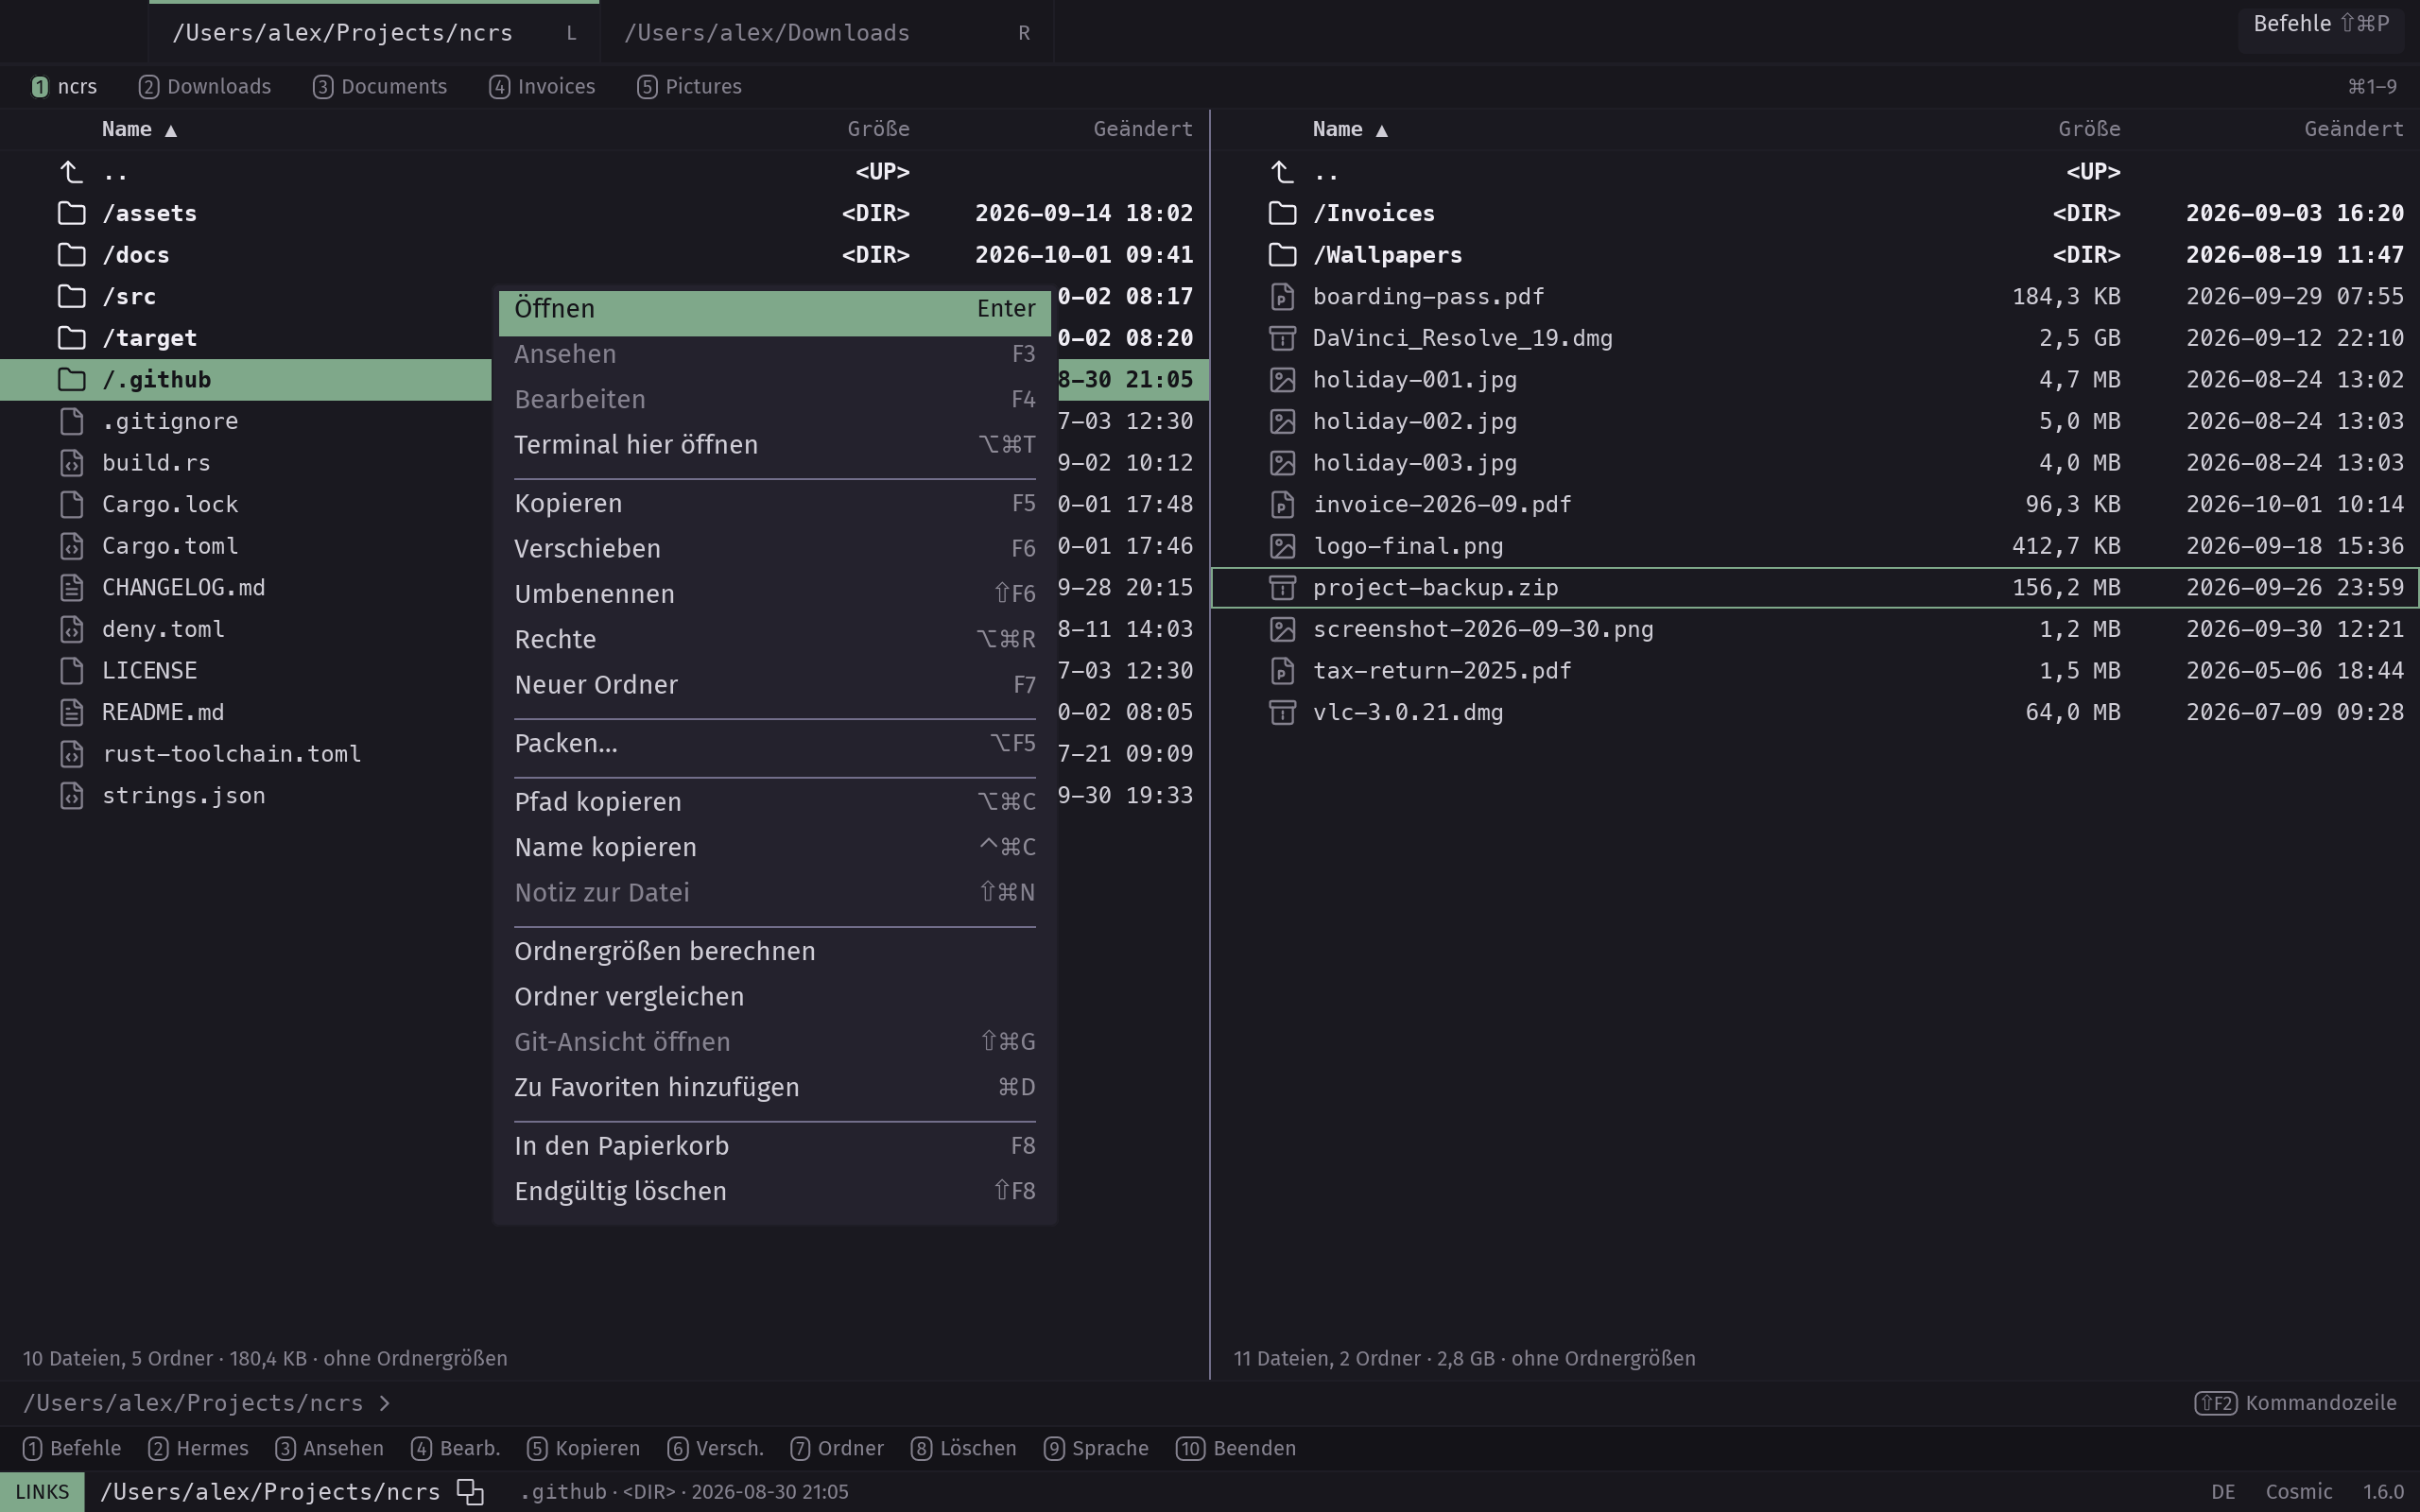 /Users/alex/Projects/ncrs L /Users/alex/Downloads R Befehle ⇧⌘P
1 ncrs 2 Downloads 3 Documents 4 Invoices 5 Pictures ⌘1–9
Name ▲ Größe Geändert
.. <UP>
/assets <DIR> 2026-09-14 18:02
/docs <DIR> 2026-10-01 09:41
/src 0-02 08:17
/target 0-02 08:20
/.github 8-30 21:05
.gitignore 7-03 12:30
build.rs 9-02 10:12
Cargo.lock 0-01 17:48
Cargo.toml 0-01 17:46
CHANGELOG.md 9-28 20:15
deny.toml 8-11 14:03
LICENSE 7-03 12:30
README.md 0-02 08:05
rust-toolchain.toml 7-21 09:09
strings.json 9-30 19:33
Öffnen Enter
Ansehen F3
Bearbeiten F4
Terminal hier öffnen ⌥⌘T
Kopieren F5
Verschieben F6
Umbenennen ⇧F6
Rechte ⌥⌘R
Neuer Ordner F7
Packen... ⌥F5
Pfad kopieren ⌥⌘C
Name kopieren ^⌘C
Notiz zur Datei ⇧⌘N
Ordnergrößen berechnen
Ordner vergleichen
Git-Ansicht öffnen ⇧⌘G
Zu Favoriten hinzufügen ⌘D
In den Papierkorb F8
Endgültig löschen ⇧F8
10 Dateien, 5 Ordner · 180,4 KB · ohne Ordnergrößen
Name ▲ Größe Geändert
.. <UP>
/Invoices <DIR> 2026-09-03 16:20
/Wallpapers <DIR> 2026-08-19 11:47
boarding-pass.pdf 184,3 KB 2026-09-29 07:55
DaVinci_Resolve_19.dmg 2,5 GB 2026-09-12 22:10
holiday-001.jpg 4,7 MB 2026-08-24 13:02
holiday-002.jpg 5,0 MB 2026-08-24 13:03
holiday-003.jpg 4,0 MB 2026-08-24 13:03
invoice-2026-09.pdf 96,3 KB 2026-10-01 10:14
logo-final.png 412,7 KB 2026-09-18 15:36
project-backup.zip 156,2 MB 2026-09-26 23:59
screenshot-2026-09-30.png 1,2 MB 2026-09-30 12:21
tax-return-2025.pdf 1,5 MB 2026-05-06 18:44
vlc-3.0.21.dmg 64,0 MB 2026-07-09 09:28
11 Dateien, 2 Ordner · 2,8 GB · ohne Ordnergrößen
/Users/alex/Projects/ncrs > ⇧F2 Kommandozeile
1 Befehle 2 Hermes 3 Ansehen 4 Bearb. 5 Kopieren 6 Versch. 7 Ordner 8 Löschen 9 Sprache 10 Beenden
LINKS /Users/alex/Projects/ncrs .github · <DIR> · 2026-08-30 21:05 DE Cosmic 1.6.0